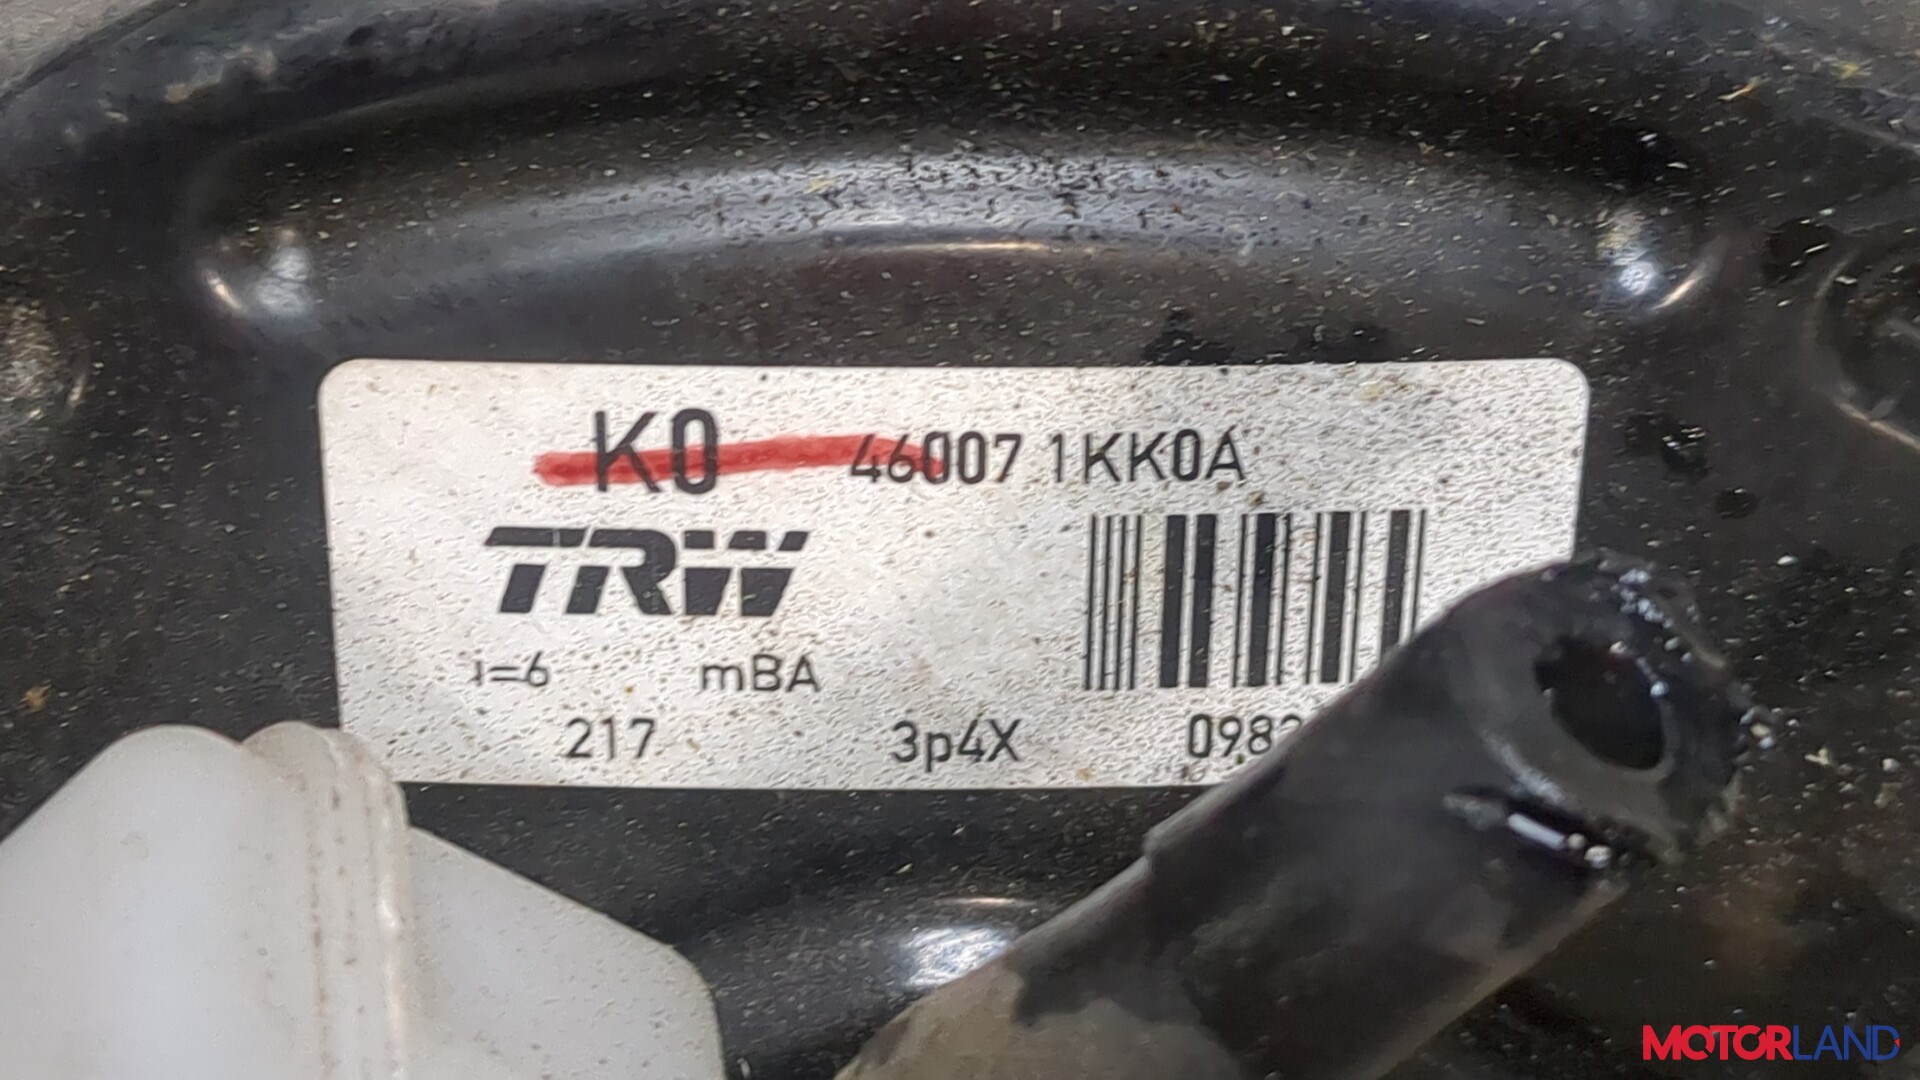 K0 46007 1KK0A
TRW
i=6 mBA
217 3p4X
MOTORLAND